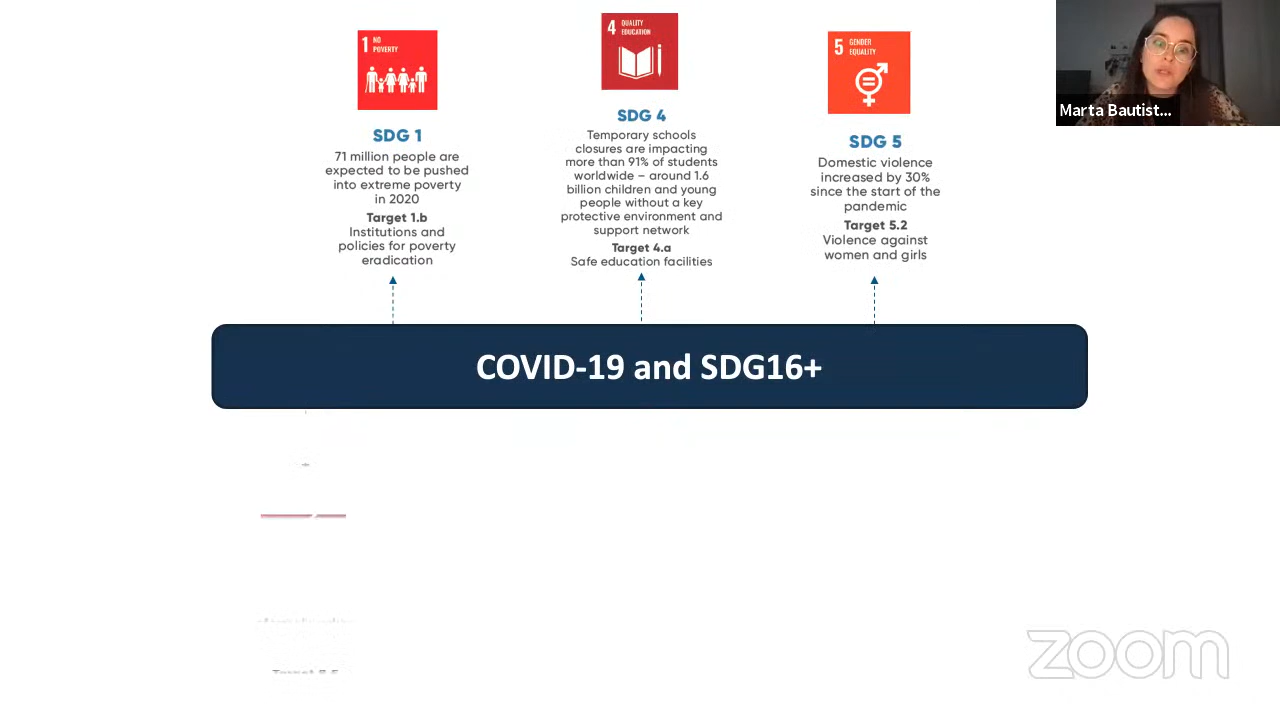 1 NO
POVERTY
SDG 1
71 million people are
expected to be pushed
into extreme poverty
in 2020
Target 1.b
Institutions and
policies for poverty
eradication
4 QUALITY
EDUCATION
SDG 4
Temporary schools
closures are impacting
more than 91% of students
worldwide – around 1.6
billion children and young
people without a key
protective environment and
support network
Target 4.a
Safe education facilities
5 GENDER
EQUALITY
SDG 5
Domestic violence
increased by 30%
since the start of the
pandemic
Target 5.2
Violence against
women and girls
Marta Bautist...
COVID-19 and SDG16+
zoom